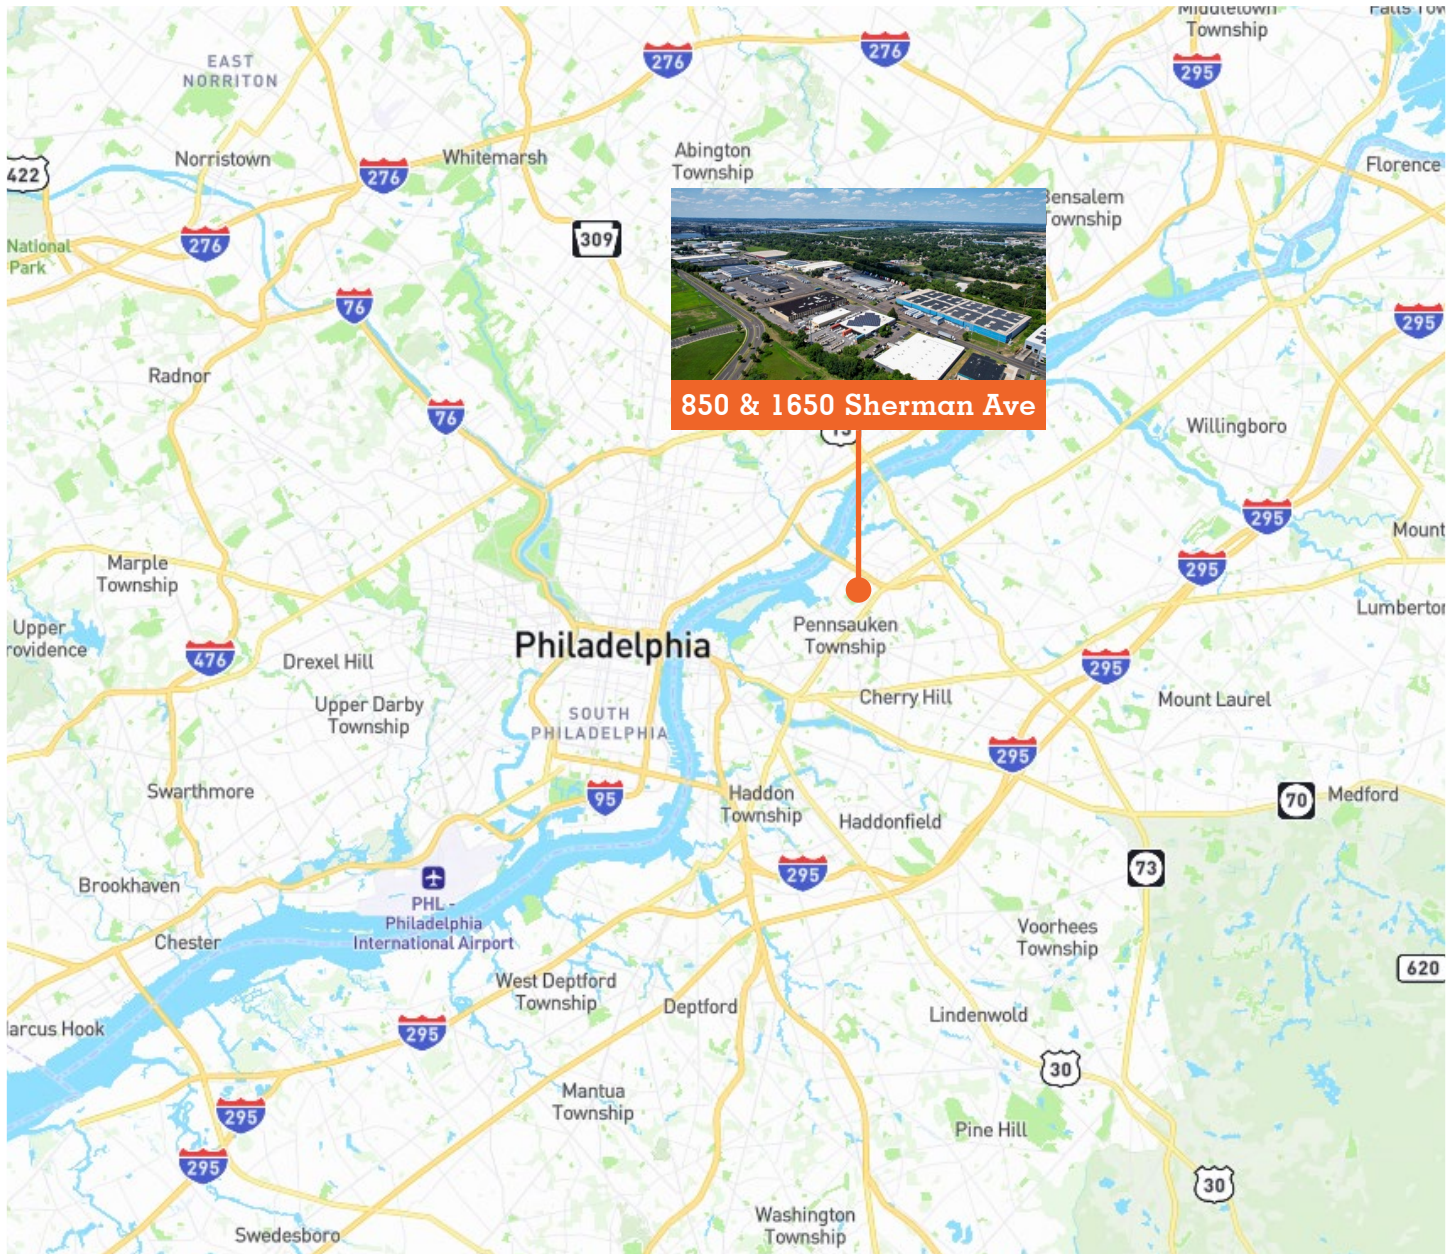 Middletown
Township
Falls Tow
276
276
295
EAST
NORRITON
Norristown
Whitemarsh
Abington
Township
422
276
Florence
Bensalem
Township
309
276
National
Park
76
295
Radnor
76
850 & 1650 Sherman Ave
13
Willingboro
295
Mount
Marple
Township
295
Lumberton
Upper
rovidence
Pennsauken
Township
Philadelphia
476
Drexel Hill
295
Cherry Hill
Mount Laurel
Upper Darby
Township
SOUTH
PHILADELPHIA
295
Swarthmore
95
Haddon
Township
70
Medford
Haddonfield
295
73
Brookhaven
PHL -
Philadelphia
International Airport
Chester
Voorhees
Township
620
West Deptford
Township
Deptford
Lindenwold
arcus Hook
295
30
Mantua
Township
295
Pine Hill
295
30
Washington
Township
Swedesboro